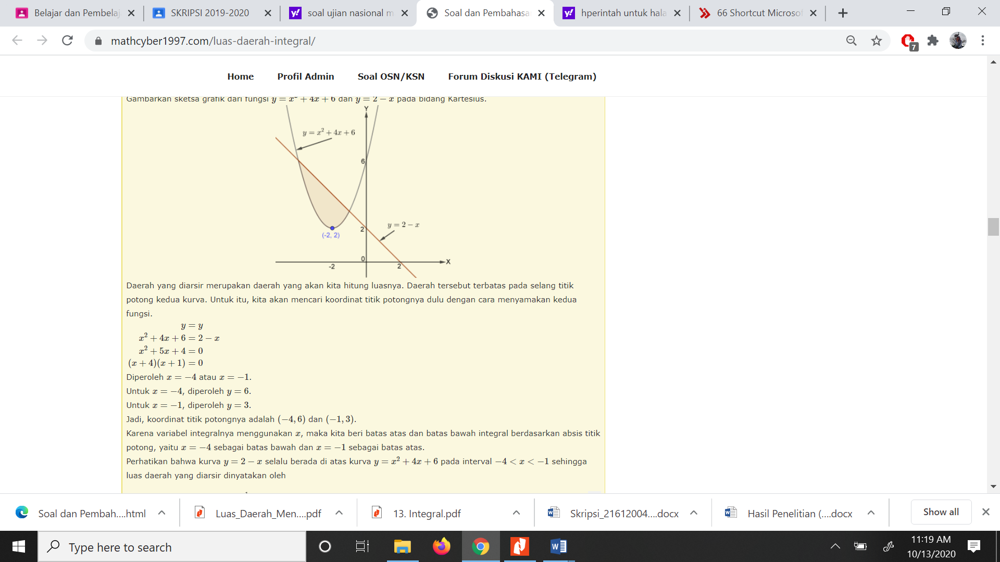 Belajar dan Pembelaj
SKRIPSI 2019-2020
soal ujian nasional m
Soal dan Pembahasa
hperintah untuk hala
66 Shortcut Microsof
mathcyber1997.com/luas-daerah-integral/
7
Home Profil Admin Soal OSN/KSN Forum Diskusi KAMI (Telegram)
Gambarkan sketsa grafik dari fungsi y = x² + 4x + 6 dan y = 2 − x pada bidang Kartesius.
Y
y = x² + 4x + 6
6
y = 2 − x
2
(-2, 2)
0
X
-2
2
Daerah yang diarsir merupakan daerah yang akan kita hitung luasnya. Daerah tersebut terbatas pada selang titik
potong kedua kurva. Untuk itu, kita akan mencari koordinat titik potongnya dulu dengan cara menyamakan kedua
fungsi.
y = y
x² + 4x + 6 = 2 − x
x² + 5x + 4 = 0
(x + 4)(x + 1) = 0
Diperoleh x = −4 atau x = −1.
Untuk x = −4, diperoleh y = 6.
Untuk x = −1, diperoleh y = 3.
Jadi, koordinat titik potongnya adalah (−4, 6) dan (−1, 3).
Karena variabel integralnya menggunakan x, maka kita beri batas atas dan batas bawah integral berdasarkan absis titik
potong, yaitu x = −4 sebagai batas bawah dan x = −1 sebagai batas atas.
Perhatikan bahwa kurva y = 2 − x selalu berada di atas kurva y = x² + 4x + 6 pada interval −4 < x < −1 sehingga
luas daerah yang diarsir dinyatakan oleh
Soal dan Pembah....html
Luas_Daerah_Men....pdf
13. Integral.pdf
Skripsi_21612004....docx
Hasil Penelitian (....docx
Show all
Type here to search
11:19 AM
10/13/2020